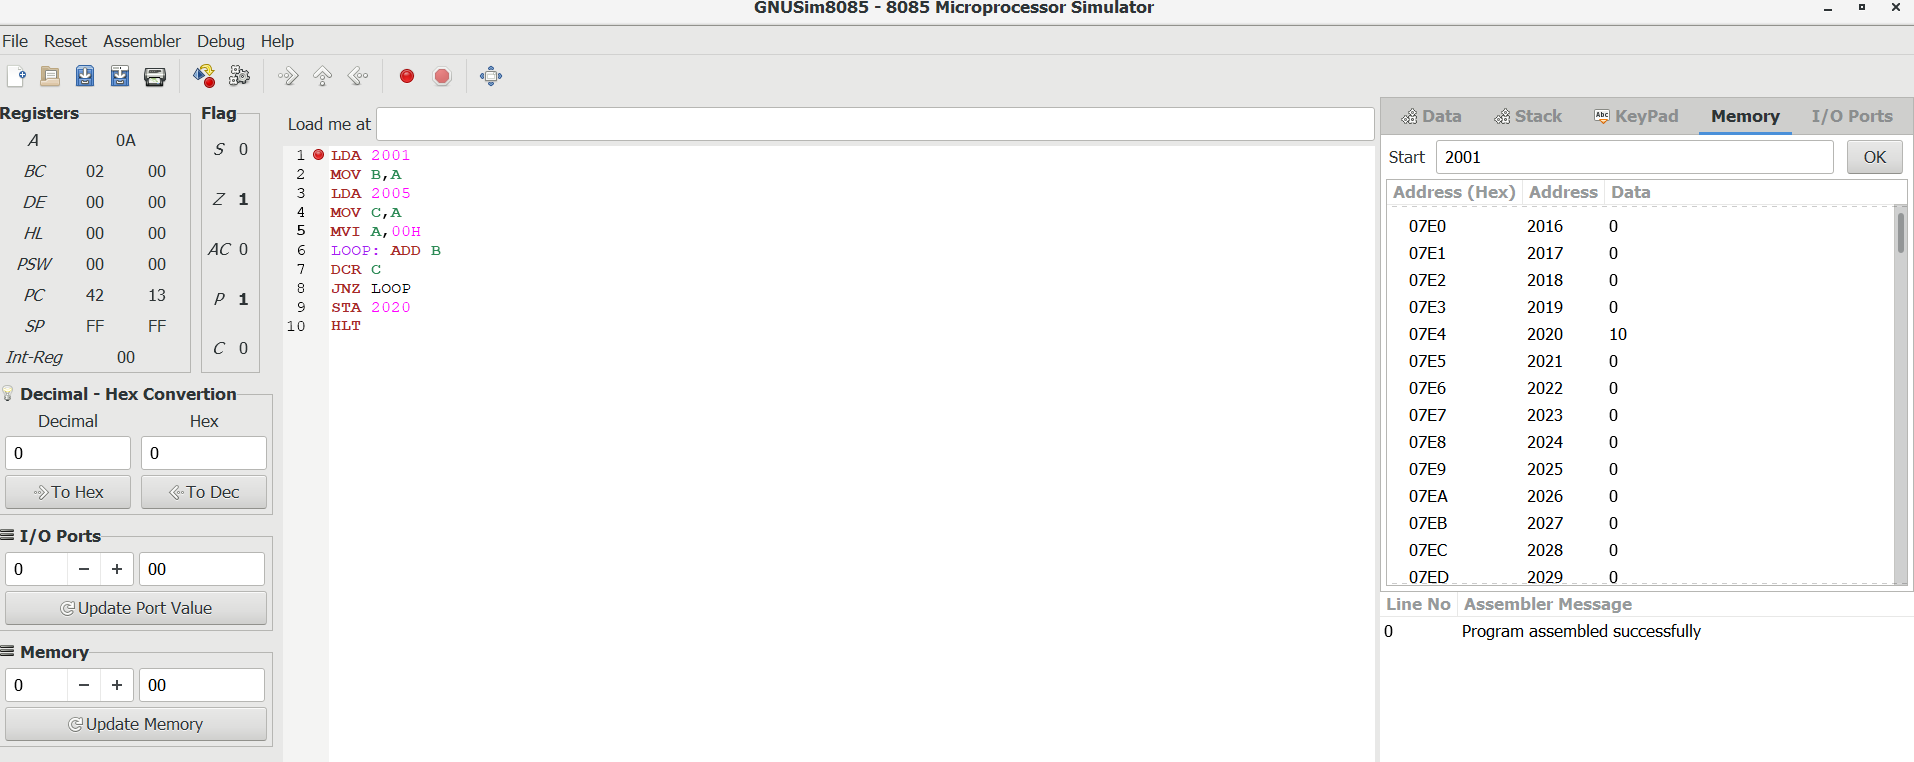 GNUSim8085 - 8085 Microprocessor Simulator
File Reset Assembler Debug Help
Registers
A 0A
BC 02 00
DE 00 00
HL 00 00
PSW 00 00
PC 42 13
SP FF FF
Int-Reg 00
Flag
S 0
Z 1
AC 0
P 1
C 0
Decimal - Hex Convertion
Decimal Hex
0 0
To Hex To Dec
I/O Ports
0 − + 00
Update Port Value
Memory
0 − + 00
Update Memory
Load me at
1 LDA 2001
2 MOV B,A
3 LDA 2005
4 MOV C,A
5 MVI A,00H
6 LOOP: ADD B
7 DCR C
8 JNZ LOOP
9 STA 2020
10 HLT
Data Stack Abc KeyPad Memory I/O Ports
Start 2001 OK
Address (Hex) Address Data
07E0 2016 0
07E1 2017 0
07E2 2018 0
07E3 2019 0
07E4 2020 10
07E5 2021 0
07E6 2022 0
07E7 2023 0
07E8 2024 0
07E9 2025 0
07EA 2026 0
07EB 2027 0
07EC 2028 0
07ED 2029 0
Line No Assembler Message
0 Program assembled successfully